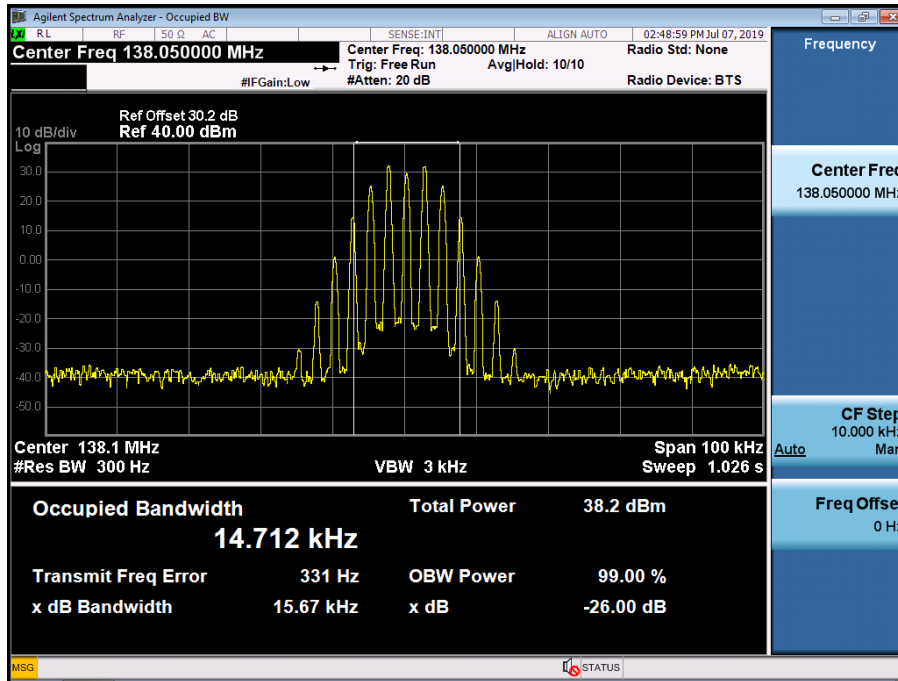 Agilent Spectrum Analyzer - Occupied BW
LXI RL RF 50 Ω AC SENSE:INT ALIGN AUTO 02:48:59 PM Jul 07, 2019
Center Freq 138.050000 MHz
Center Freq: 138.050000 MHz
Radio Std: None
Trig: Free Run Avg|Hold: 10/10
#IFGain:Low
#Atten: 20 dB
Radio Device: BTS
Frequency
Ref Offset 30.2 dB
10 dB/div Ref 40.00 dBm
Log
30.0
20.0
10.0
0.00
-10.0
-20.0
-30.0
-40.0
-50.0
Center 138.1 MHz
Span 100 kHz
#Res BW 300 Hz
VBW 3 kHz
Sweep 1.026 s
Occupied Bandwidth
14.712 kHz
Total Power 38.2 dBm
Transmit Freq Error 331 Hz
OBW Power 99.00 %
x dB Bandwidth 15.67 kHz
x dB -26.00 dB
Center Freq
138.050000 MH
CF Step
10.000 kH
Auto Man
Freq Offse
0 H
MSG
STATUS